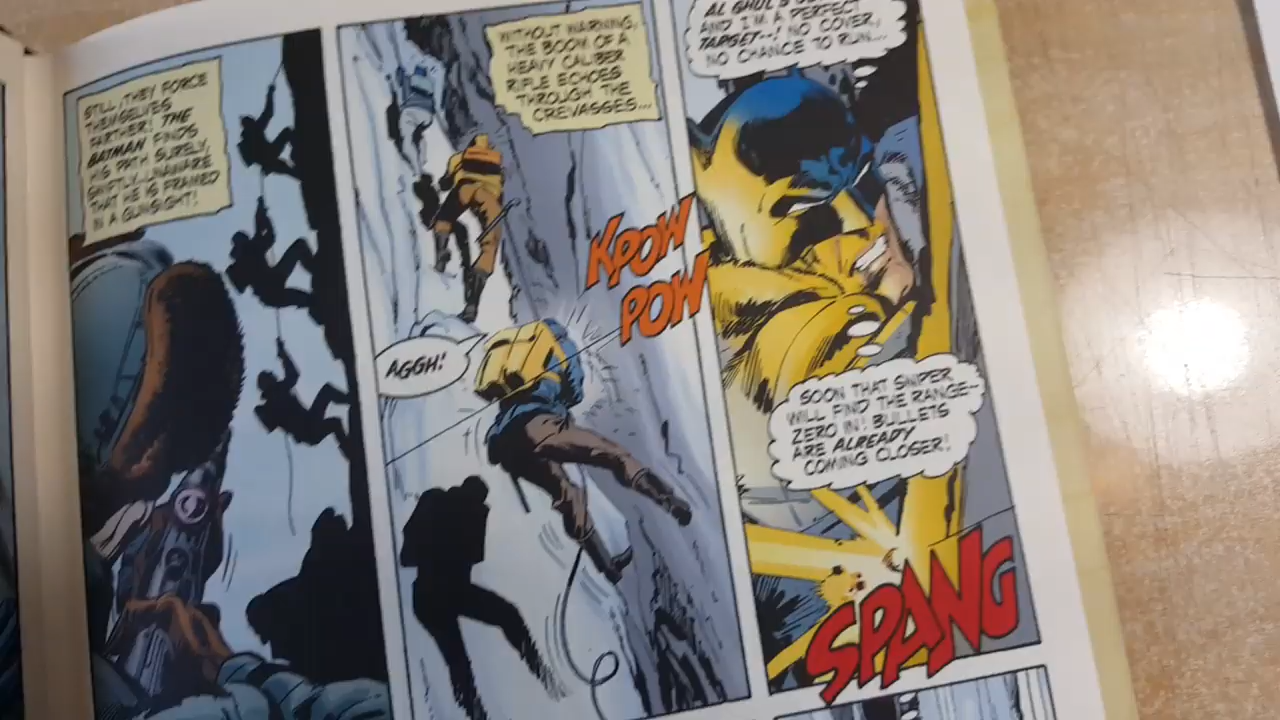 STILL, THEY FORCE
THEMSELVES
FARTHER! THE
BATMAN FINDS
HIS PATH SURELY,
SWIFTLY...UNAWARE
THAT HE IS FRAMED
IN A GUNSIGHT!
WITHOUT WARNING,
THE BOOM OF A
HEAVY CALIBER
RIFLE ECHOES
THROUGH THE
CREVASSES...
KPOW
POW
AGGH!
AL GHUL'S
AND I'M A PERFECT
TARGET--! NO COVER,
NO CHANCE TO RUN...
SOON THAT SNIPER
WILL FIND THE RANGE--
ZERO IN! BULLETS
ARE ALREADY
COMING CLOSER!
SPANG